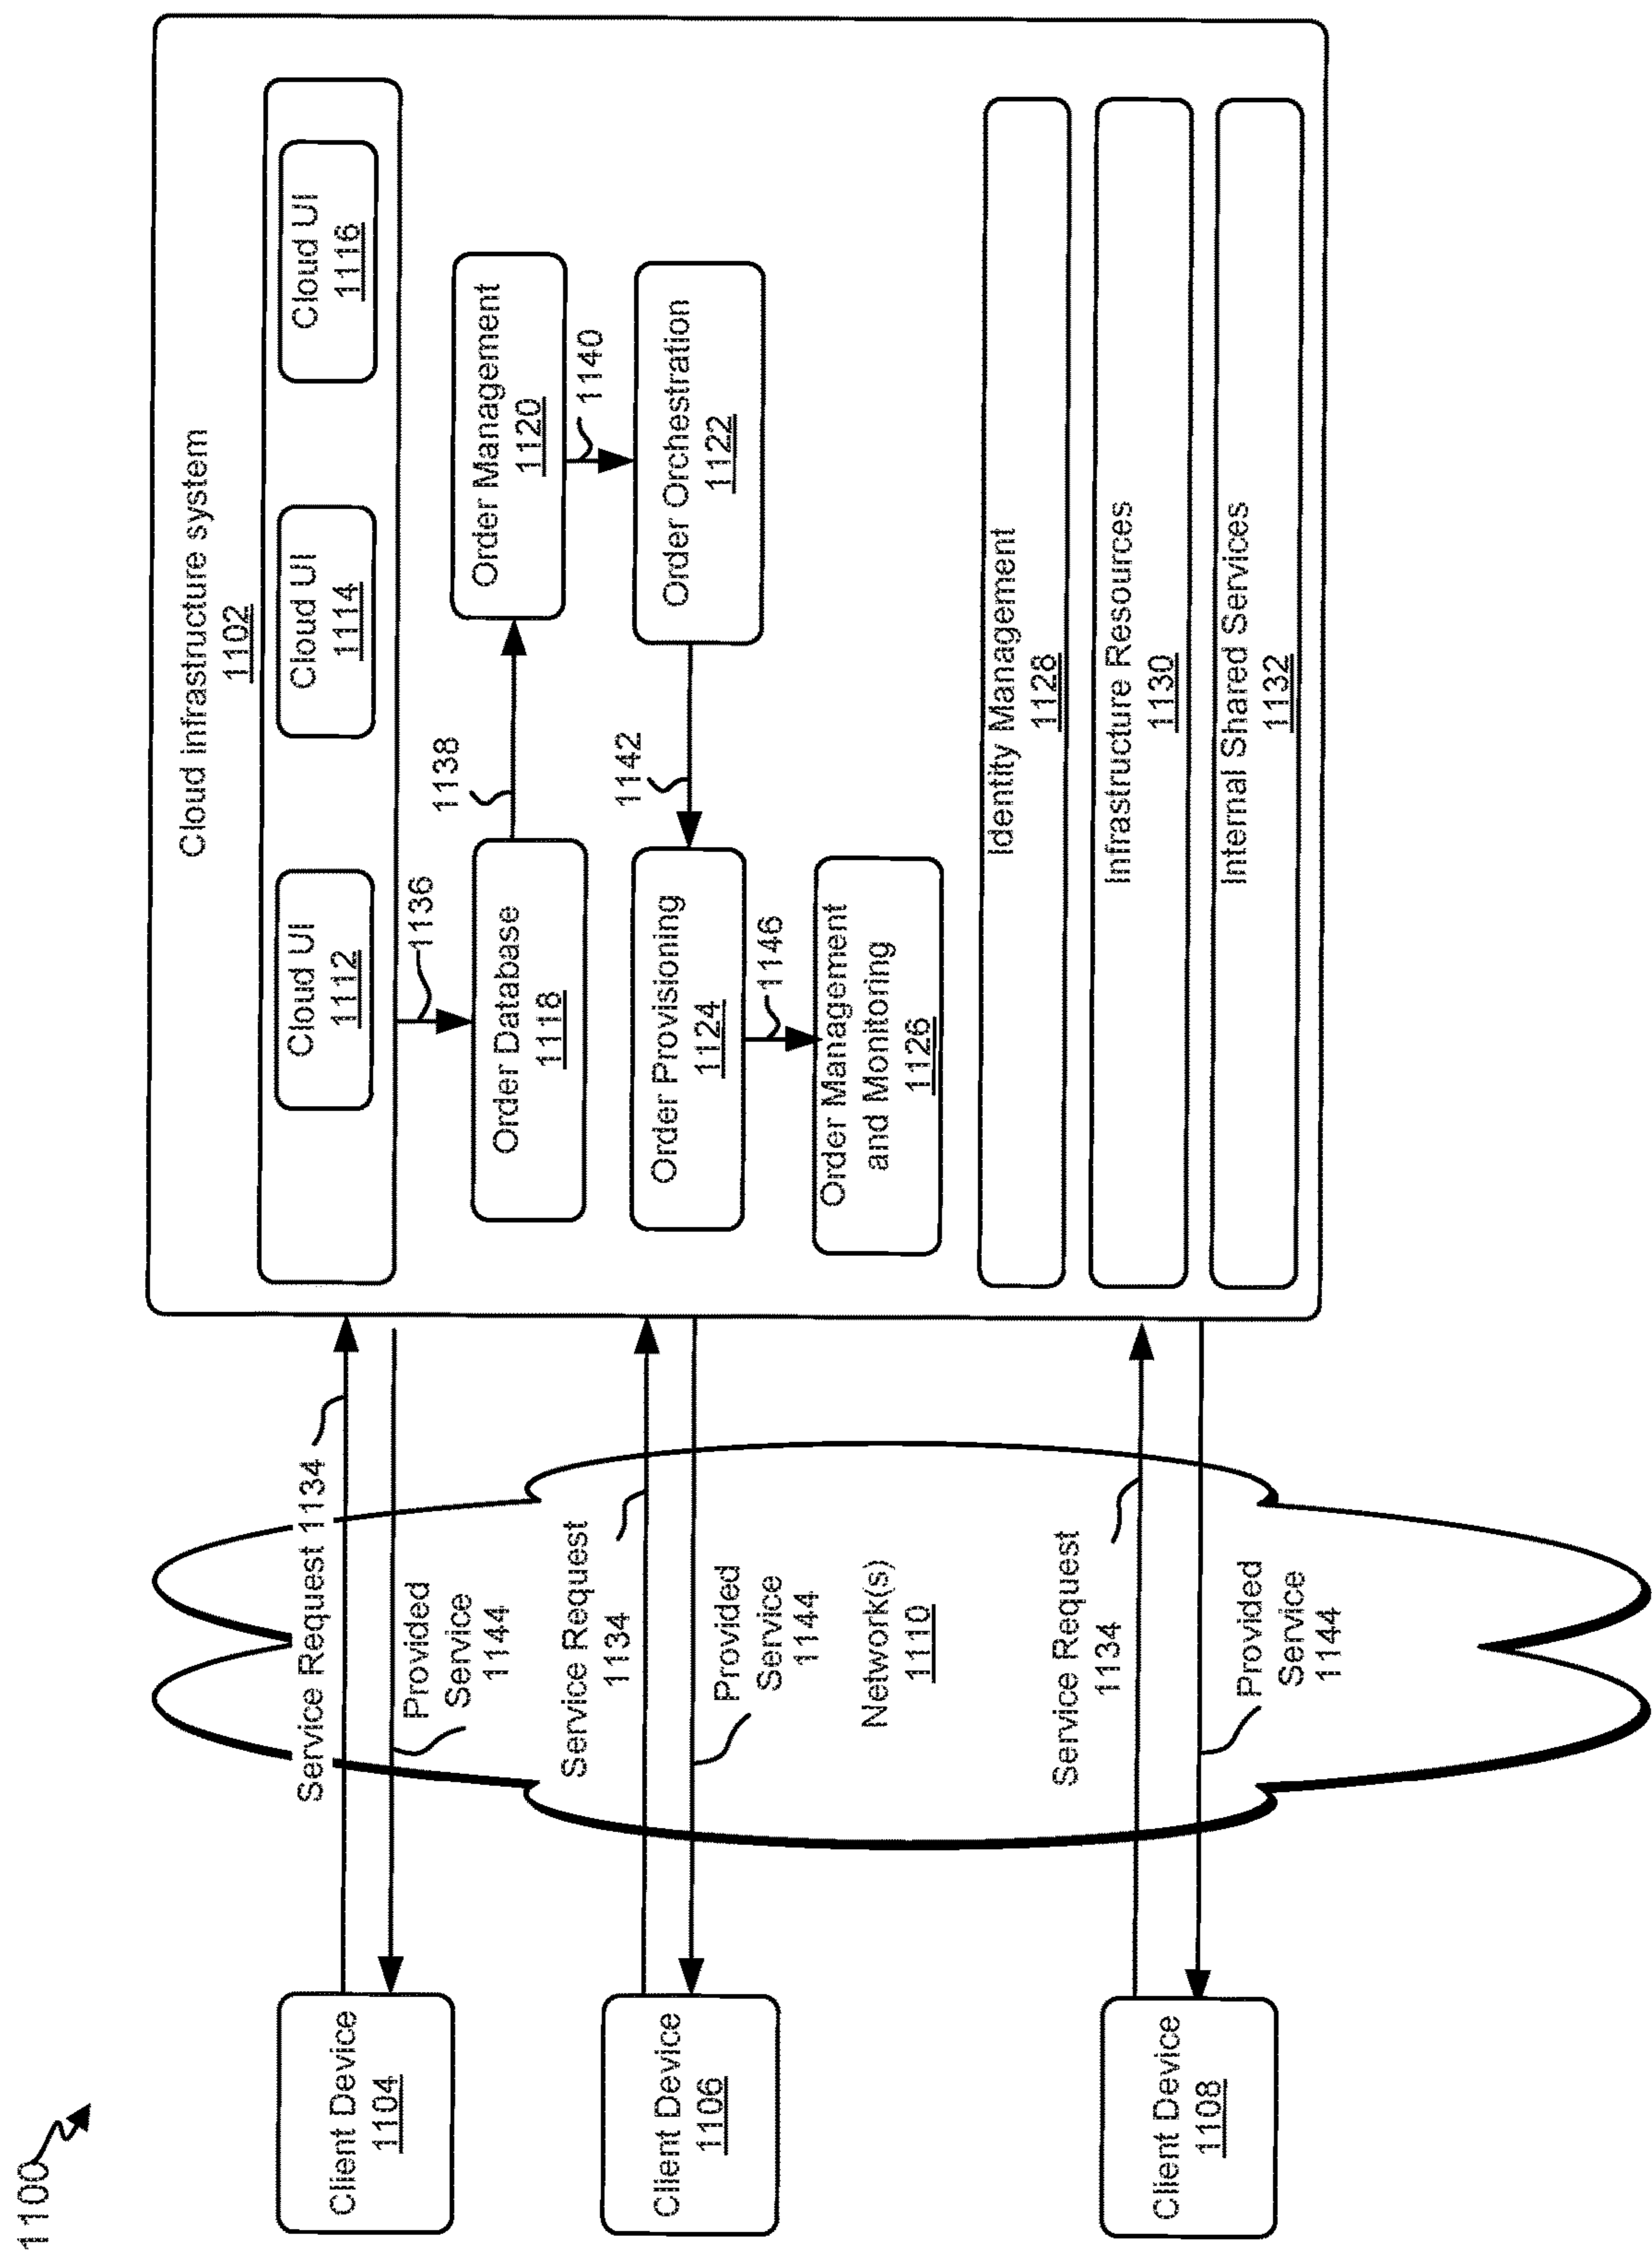 1100
Client Device
1104
Client Device
1106
Client Device
1108
Service Request 1134
Provided
Service
1144
Service Request
1134
Provided
Service
1144
Network(s)
1110
Service Request
1134
Provided
Service
1144
Cloud infrastructure system
1102
Cloud UI
1112
Cloud UI
1114
Cloud UI
1116
1136
Order Database
1118
1138
Order Management
1120
1140
Order Orchestration
1122
1142
Order Provisioning
1124
1146
Order Management
and Monitoring
1126
Identity Management
1128
Infrastructure Resources
1130
Internal Shared Services
1132